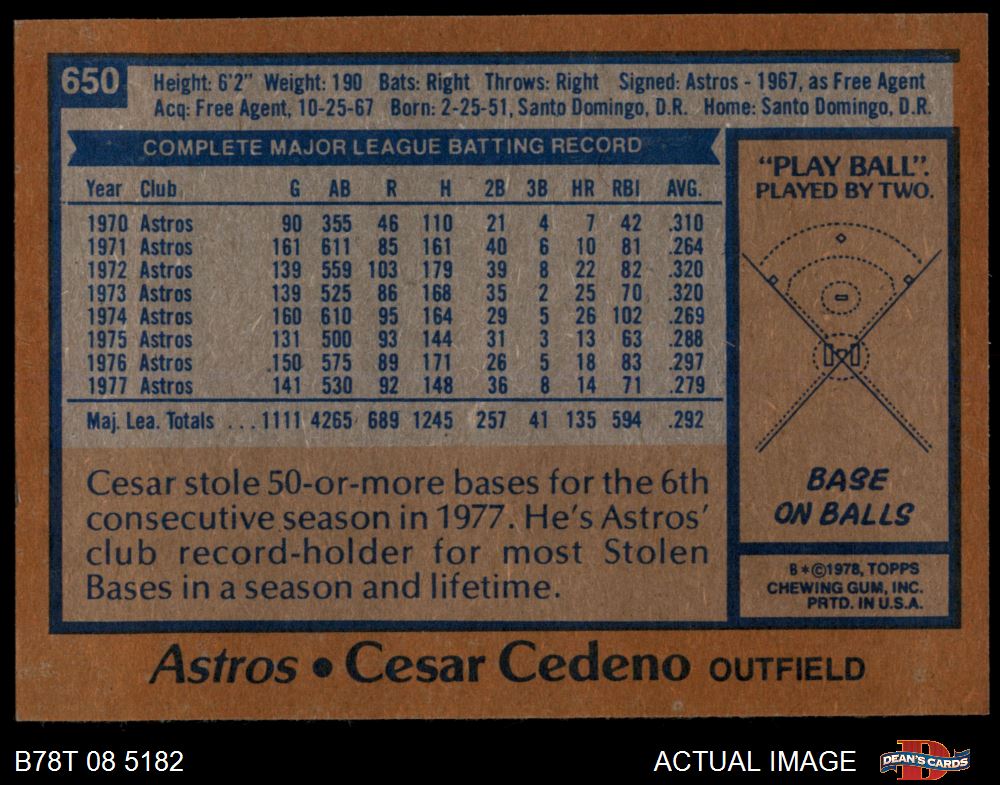 650
Height: 6'2" Weight: 190 Bats: Right Throws: Right Signed: Astros - 1967, as Free Agent
Acq: Free Agent, 10-25-67 Born: 2-25-51, Santo Domingo, D.R. Home: Santo Domingo, D.R.
COMPLETE MAJOR LEAGUE BATTING RECORD
Year Club G AB R H 2B 3B HR RBI AVG.
1970 Astros 90 355 46 110 21 4 7 42 .310
1971 Astros 161 611 85 161 40 6 10 81 .264
1972 Astros 139 559 103 179 39 8 22 82 .320
1973 Astros 139 525 86 168 35 2 25 70 .320
1974 Astros 160 610 95 164 29 5 26 102 .269
1975 Astros 131 500 93 144 31 3 13 63 .288
1976 Astros .150 575 89 171 26 5 18 83 .297
1977 Astros 141 530 92 148 36 8 14 71 .279
Maj. Lea. Totals ...1111 4265 689 1245 257 41 135 594 .292
Cesar stole 50-or-more bases for the 6th
consecutive season in 1977. He's Astros'
club record-holder for most Stolen
Bases in a season and lifetime.
"PLAY BALL".
PLAYED BY TWO.
BASE
ON BALLS
B*©1978, TOPPS
CHEWING GUM, INC.
PRTD. IN U.S.A.
Astros • Cesar Cedeno OUTFIELD
B78T 08 5182
ACTUAL IMAGE
D
DEAN'S CARDS